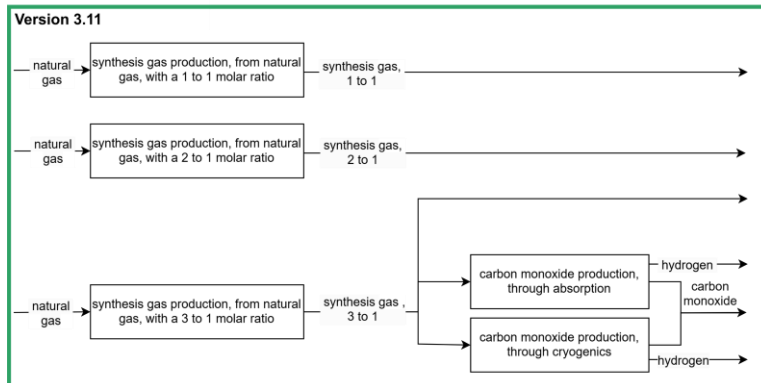 Version 3.11
natural
gas
synthesis gas production, from natural
gas, with a 1 to 1 molar ratio
synthesis gas,
1 to 1
natural
gas
synthesis gas production, from natural
gas, with a 2 to 1 molar ratio
synthesis gas,
2 to 1
natural
gas
synthesis gas production, from natural
gas, with a 3 to 1 molar ratio
synthesis gas ,
3 to 1
carbon monoxide production,
through absorption
hydrogen
carbon
monoxide
carbon monoxide production,
through cryogenics
hydrogen